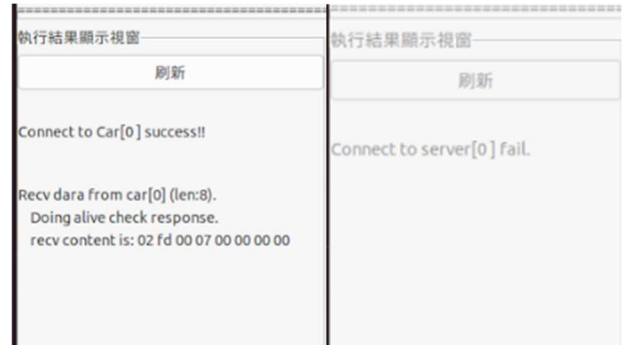 執行結果顯示視窗
刷新
Connect to Car[0] success!!
Recv dara from car[0] (len:8).
Doing alive check response.
recv content is: 02 fd 00 07 00 00 00 00
執行結果顯示視窗
刷新
Connect to server[0] fail.